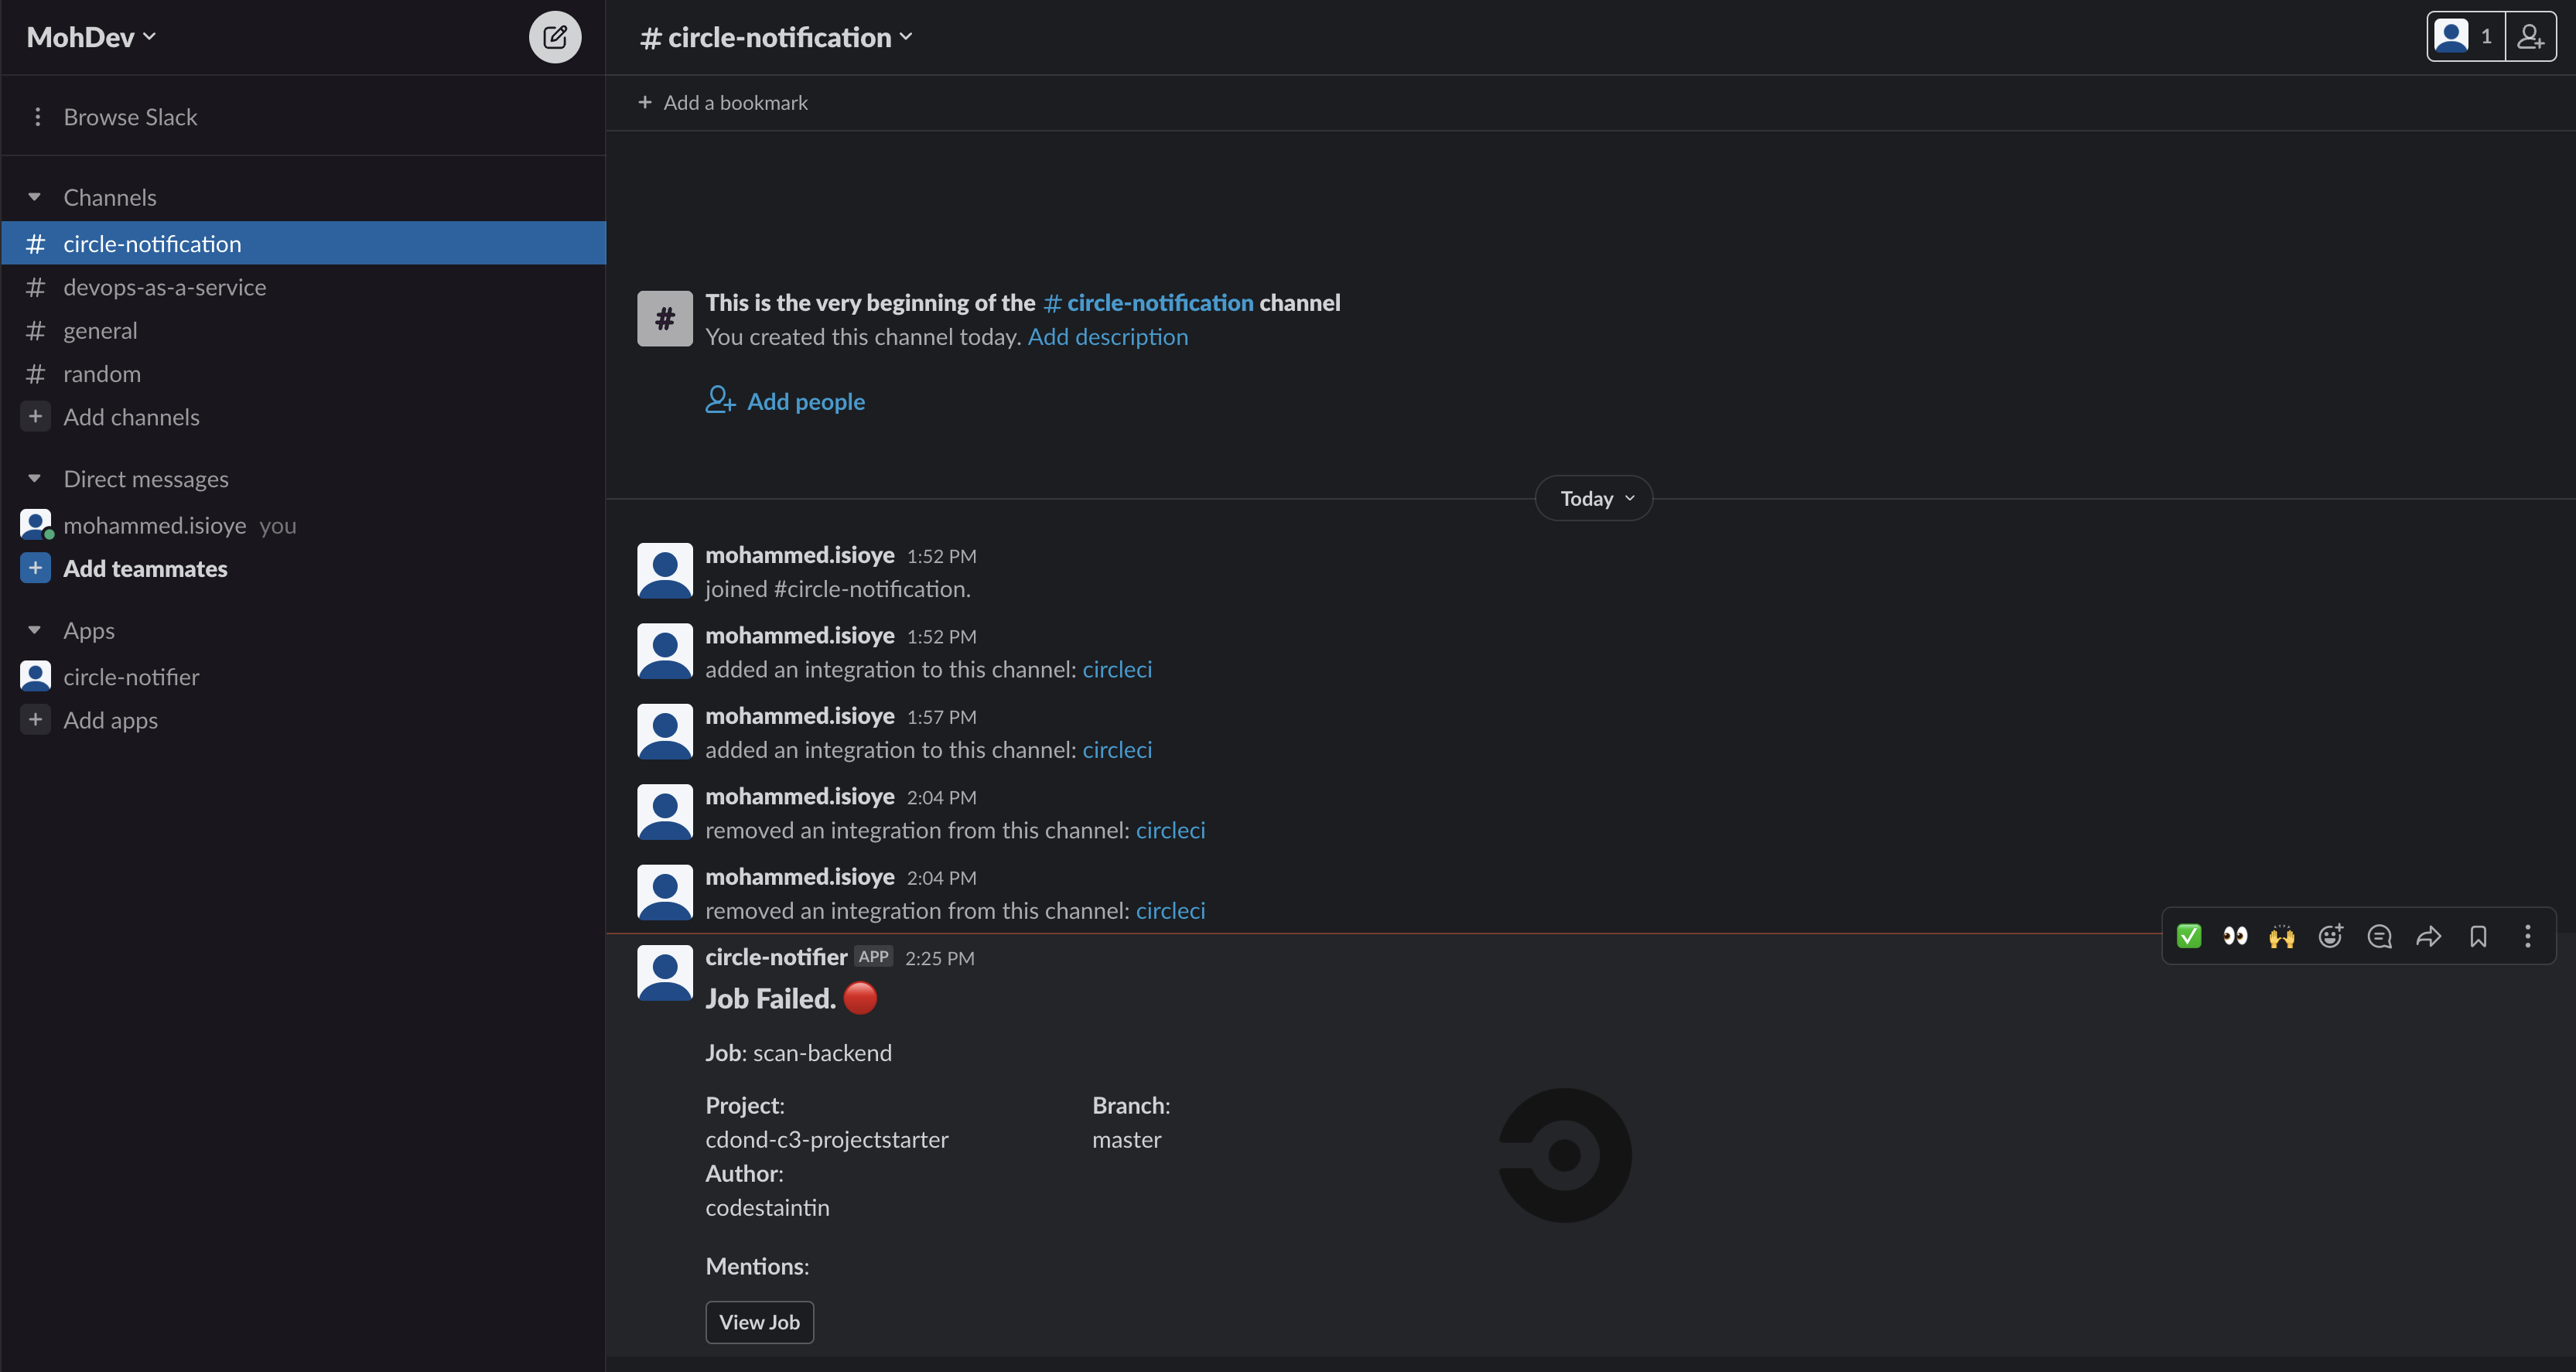 MohDev
Browse Slack
Channels
# circle-notification
# devops-as-a-service
# general
# random
+ Add channels
Direct messages
mohammed.isioye you
+ Add teammates
Apps
circle-notifier
+ Add apps
# circle-notification
1
+ Add a bookmark
# This is the very beginning of the # circle-notification channel
You created this channel today. Add description
Add people
Today
mohammed.isioye 1:52 PM
joined #circle-notification.
mohammed.isioye 1:52 PM
added an integration to this channel: circleci
mohammed.isioye 1:57 PM
added an integration to this channel: circleci
mohammed.isioye 2:04 PM
removed an integration from this channel: circleci
mohammed.isioye 2:04 PM
removed an integration from this channel: circleci
circle-notifier APP 2:25 PM
Job Failed. 🔴
Job: scan-backend
Project: Branch:
cdond-c3-projectstarter master
Author:
codestaintin
Mentions:
View Job